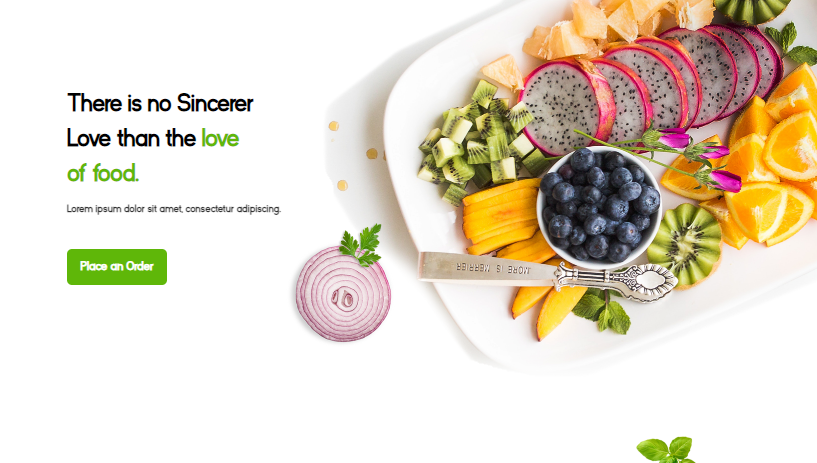 There is no Sincerer
Love than the love
of food.
Lorem ipsum dolor sit amet, consectetur adipiscing.
Place an Order
MORE IS MERRIER